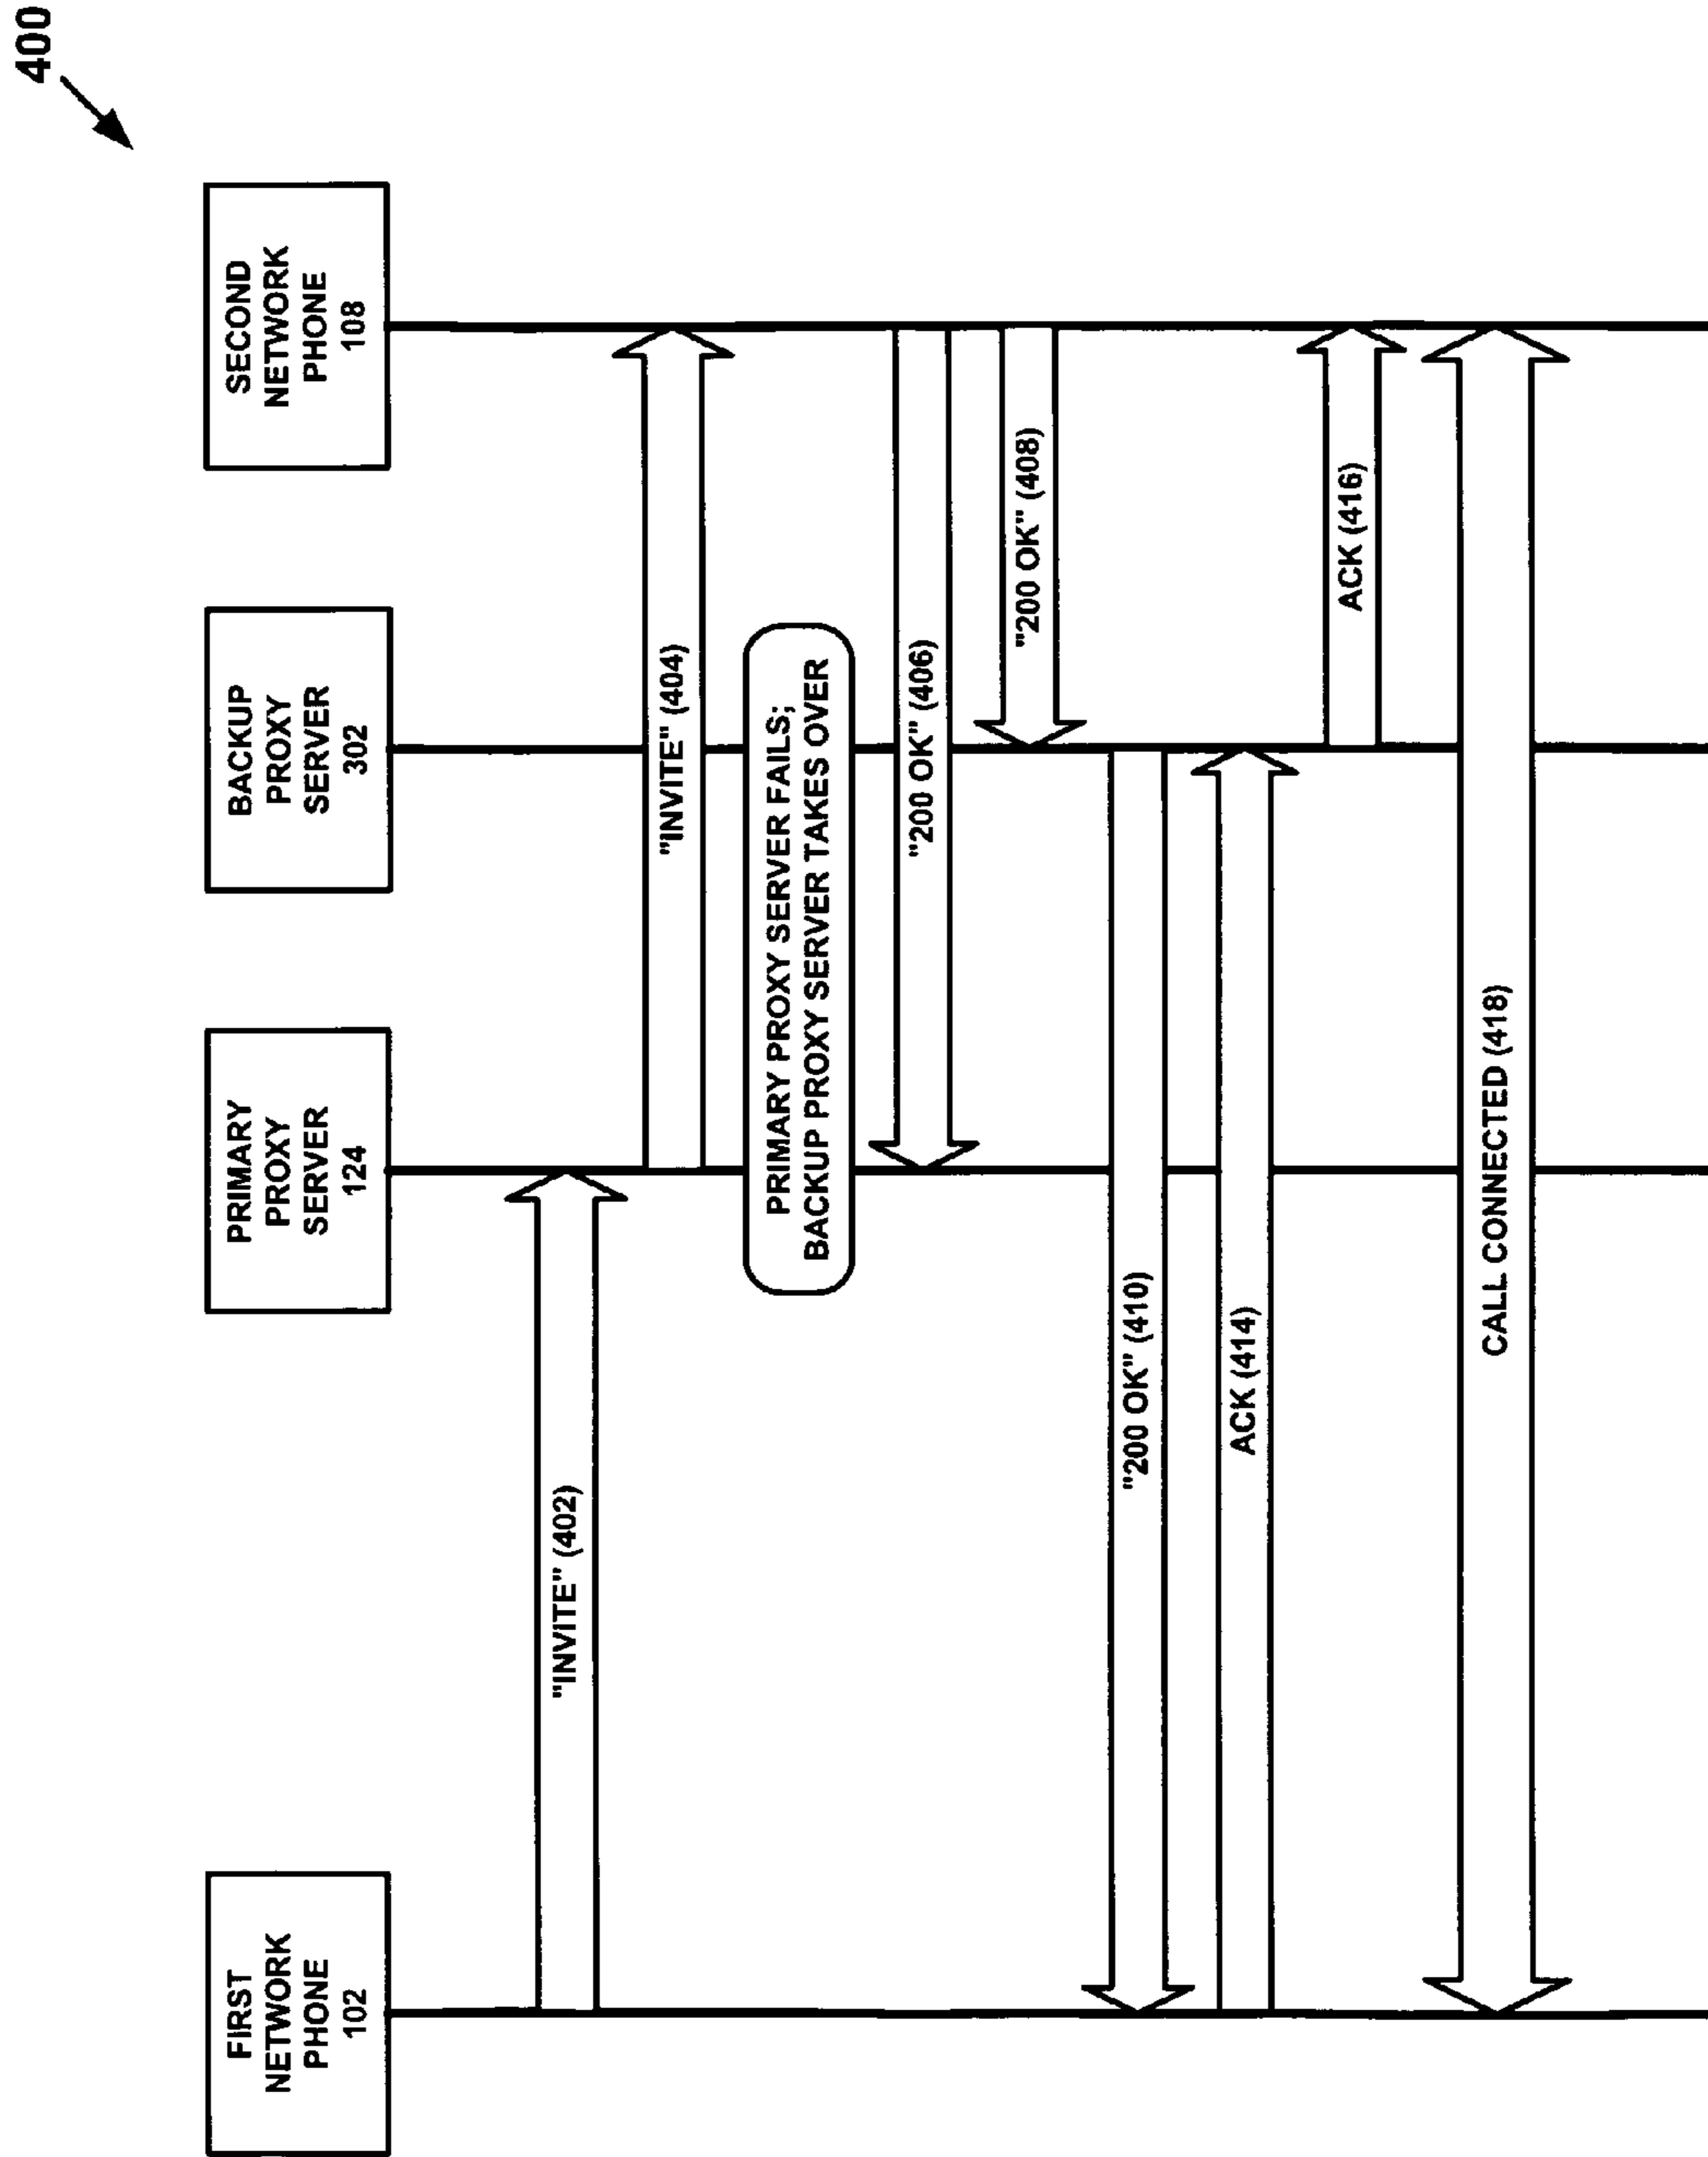 400
FIRST
NETWORK
PHONE
102
PRIMARY
PROXY
SERVER
124
BACKUP
PROXY
SERVER
302
SECOND
NETWORK
PHONE
108
"INVITE" (402)
"INVITE" (404)
PRIMARY PROXY SERVER FAILS;
BACKUP PROXY SERVER TAKES OVER
"200 OK" (406)
"200 OK" (408)
"200 OK" (410)
ACK (414)
ACK (416)
CALL CONNECTED (418)